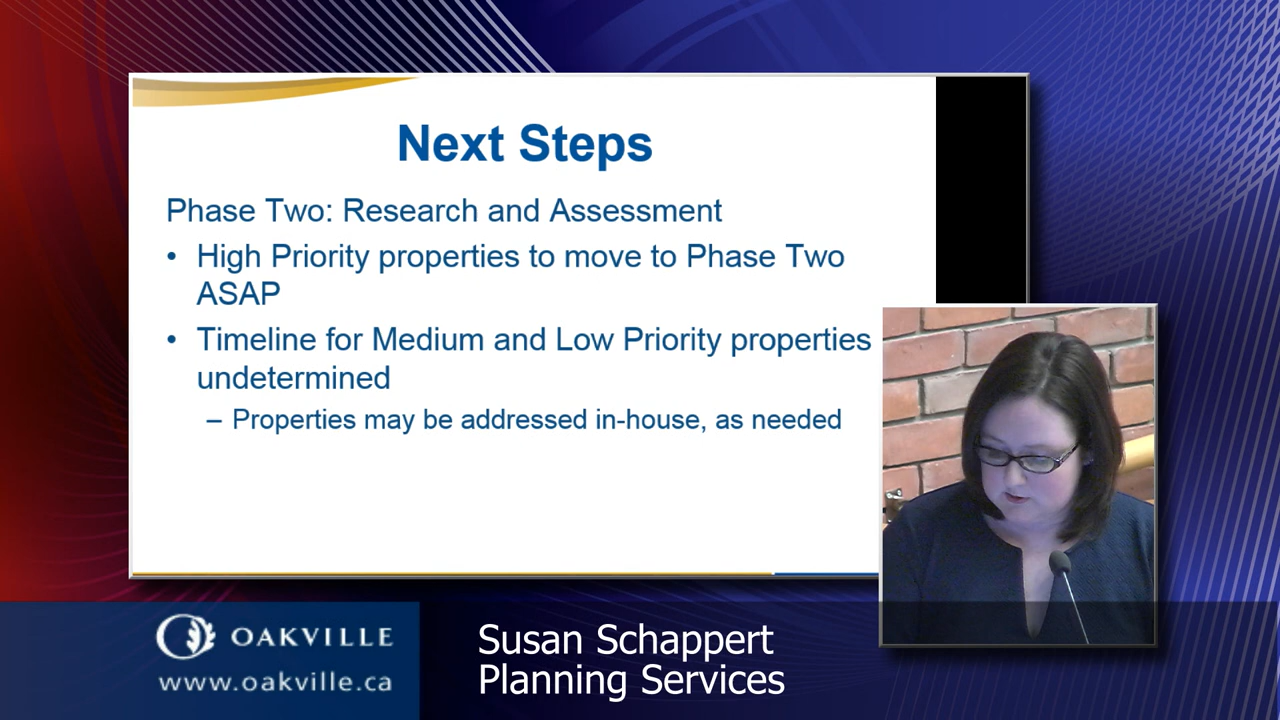 Next Steps
Phase Two: Research and Assessment
• High Priority properties to move to Phase Two
ASAP
• Timeline for Medium and Low Priority properties
undetermined
– Properties may be addressed in-house, as needed
OAKVILLE
www.oakville.ca
Susan Schappert
Planning Services